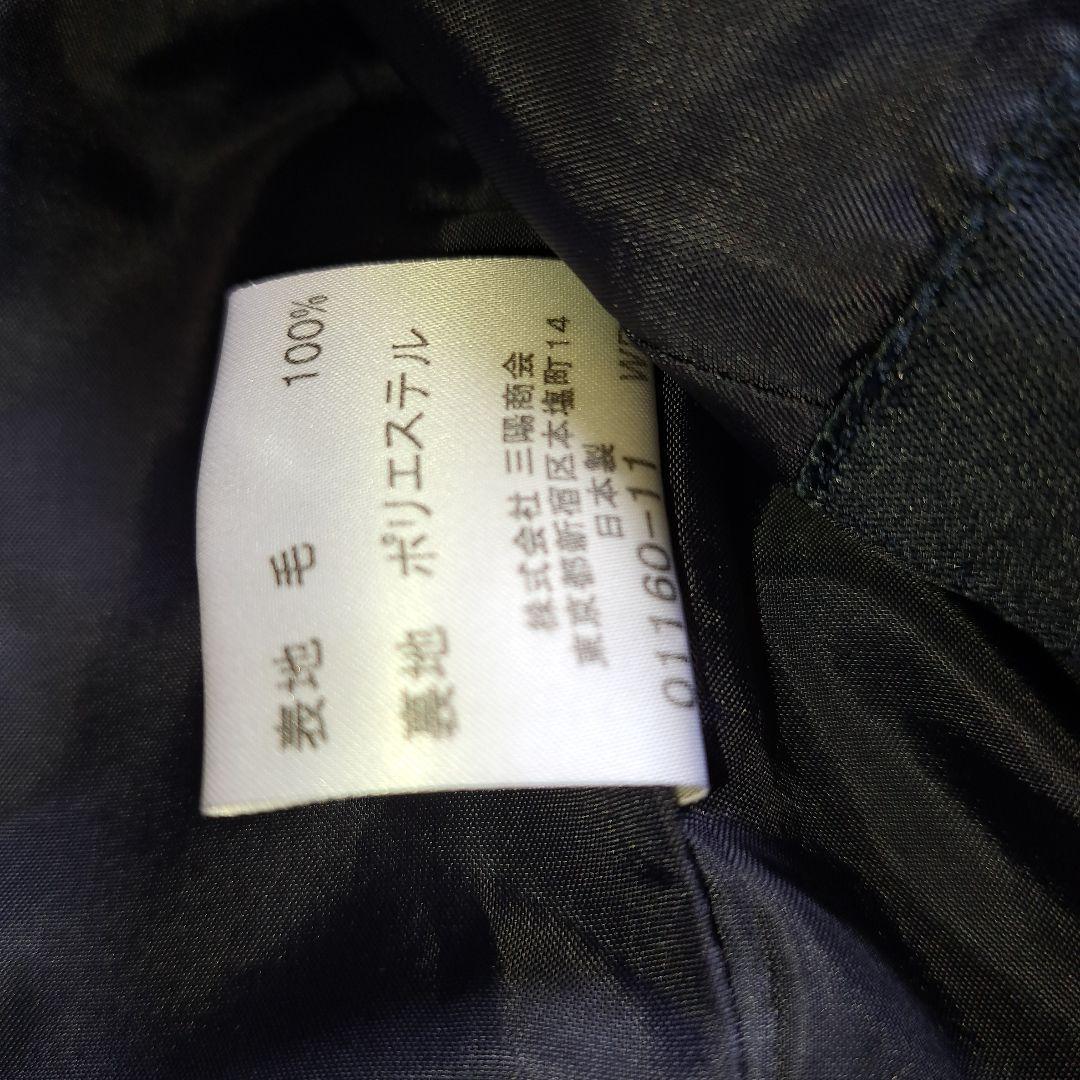 表地 毛 100%
裏地 ポリエステル
株式会社 三陽商会
東京都新宿区本塩町14
日本製
01160-11